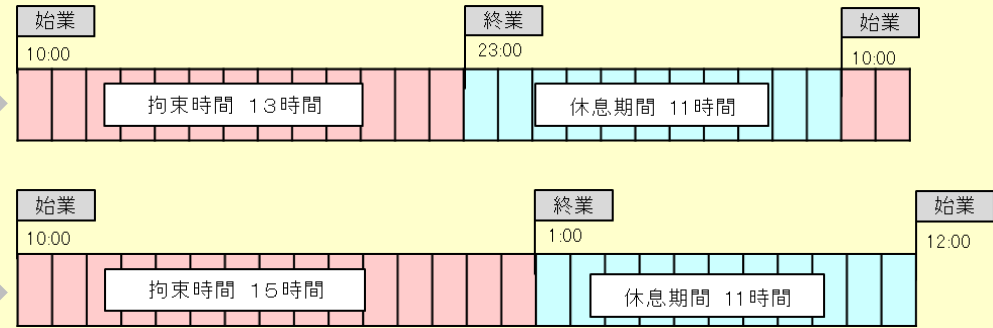 始業
終業
始業
10:00
23:00
10:00
拘束時間 13時間
休息期間 11時間
始業
終業
始業
10:00
1:00
12:00
拘束時間 15時間
休息期間 11時間